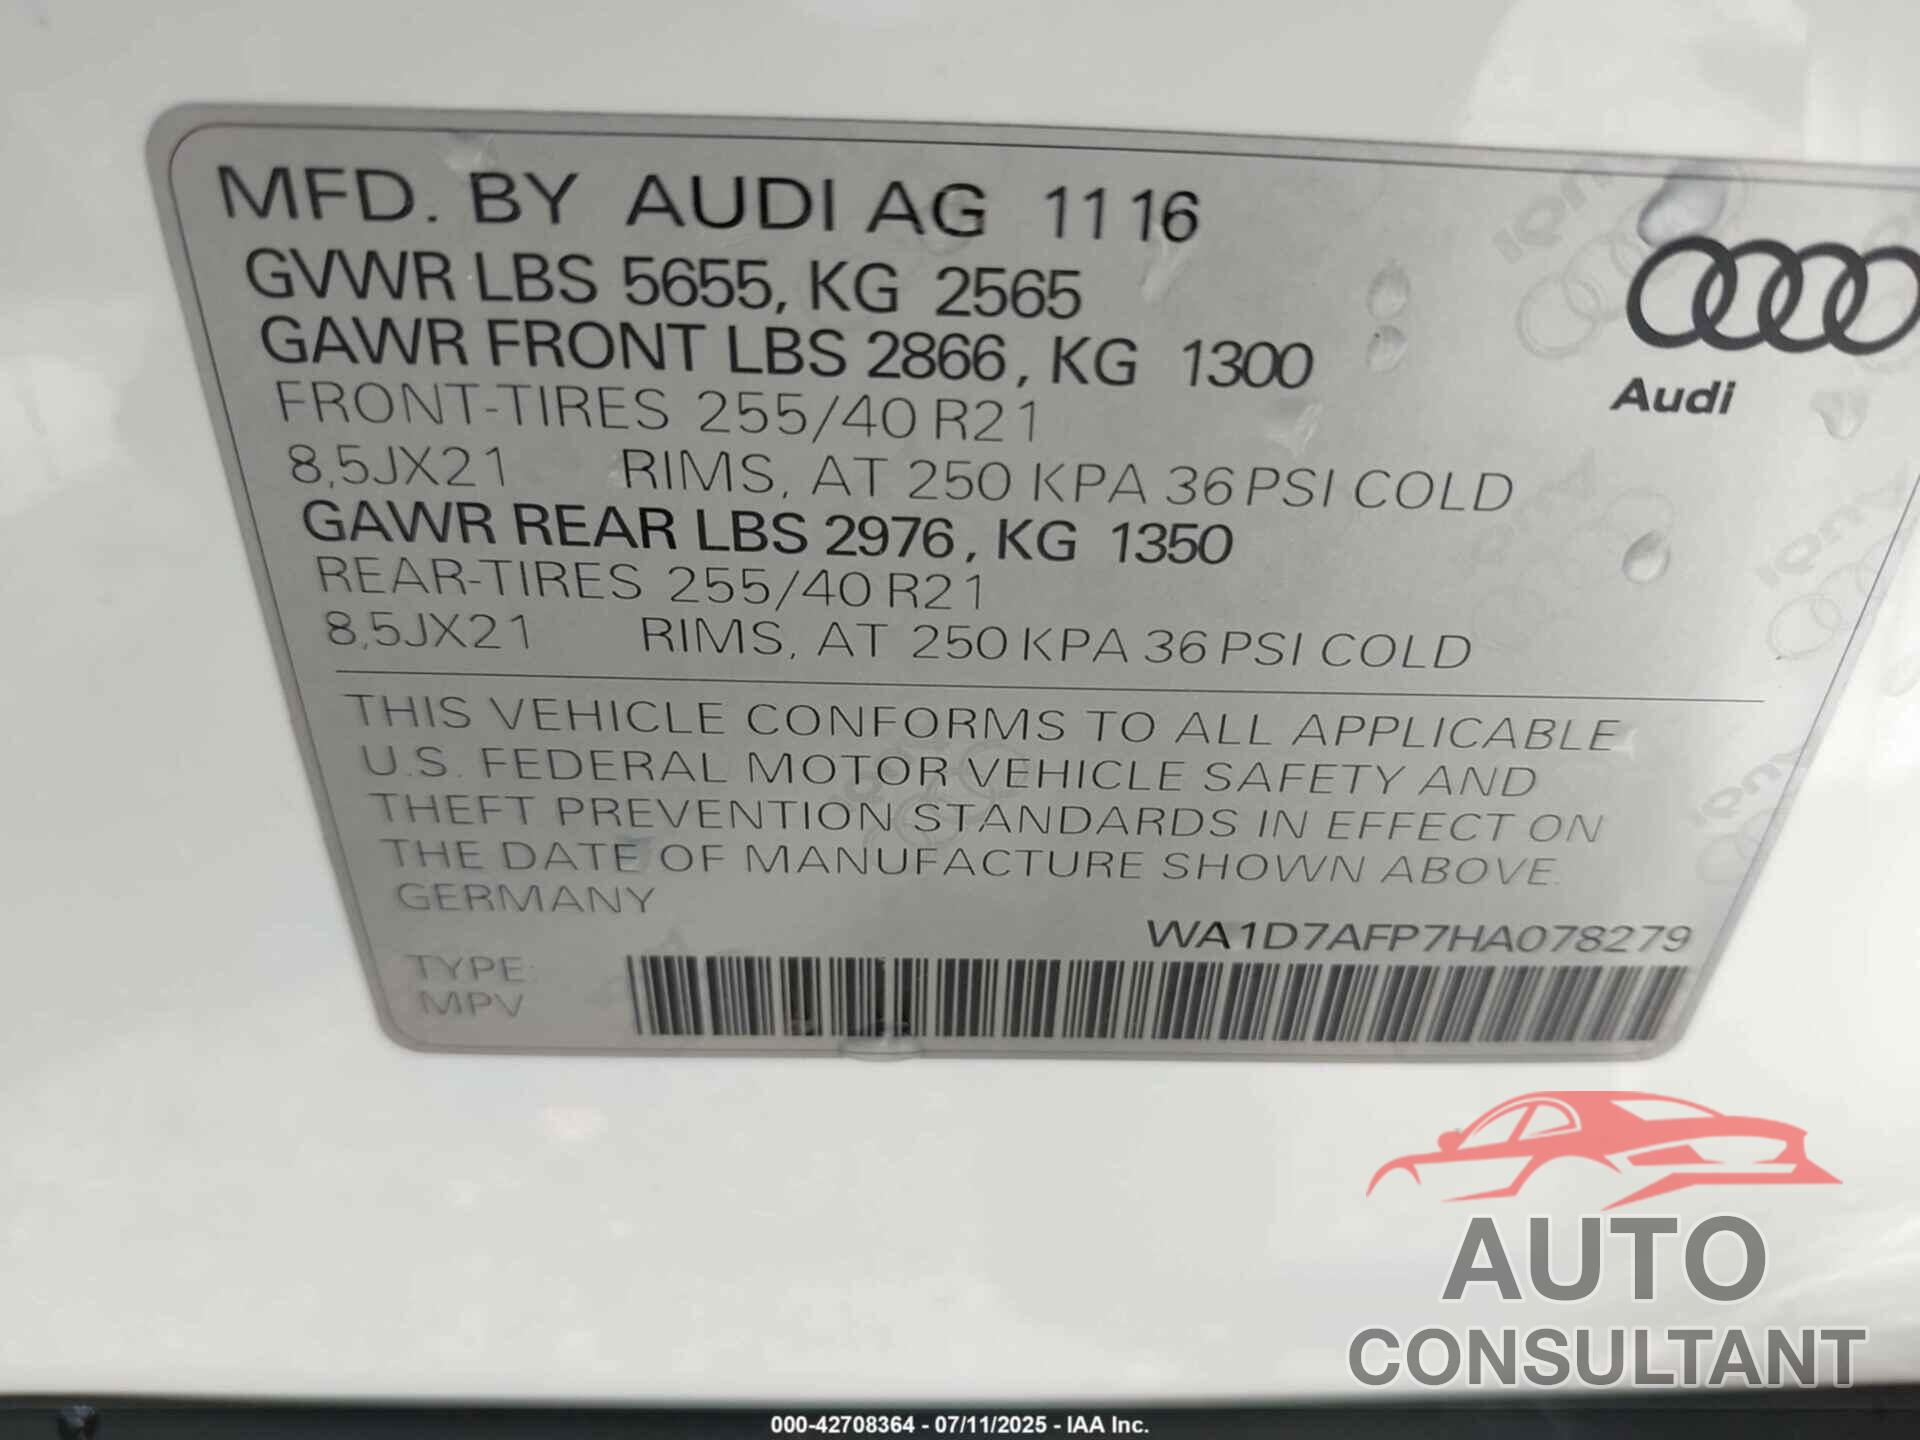 MFD. BY AUDI AG 11 16
GVWR LBS 5655, KG 2565
GAWR FRONT LBS 2866, KG 1300
FRONT-TIRES 255/40 R21
8,5JX21 RIMS, AT 250 KPA 36 PSI COLD
GAWR REAR LBS 2976, KG 1350
REAR-TIRES 255/40 R21
8,5JX21 RIMS, AT 250 KPA 36 PSI COLD
Audi
THIS VEHICLE CONFORMS TO ALL APPLICABLE
U.S. FEDERAL MOTOR VEHICLE SAFETY AND
THEFT PREVENTION STANDARDS IN EFFECT ON
THE DATE OF MANUFACTURE SHOWN ABOVE.
GERMANY
WA1D7AFP7HA078279
TYPE:
MPV
AUTO
CONSULTANT
000-42708364 - 07/11/2025 - IAA Inc.